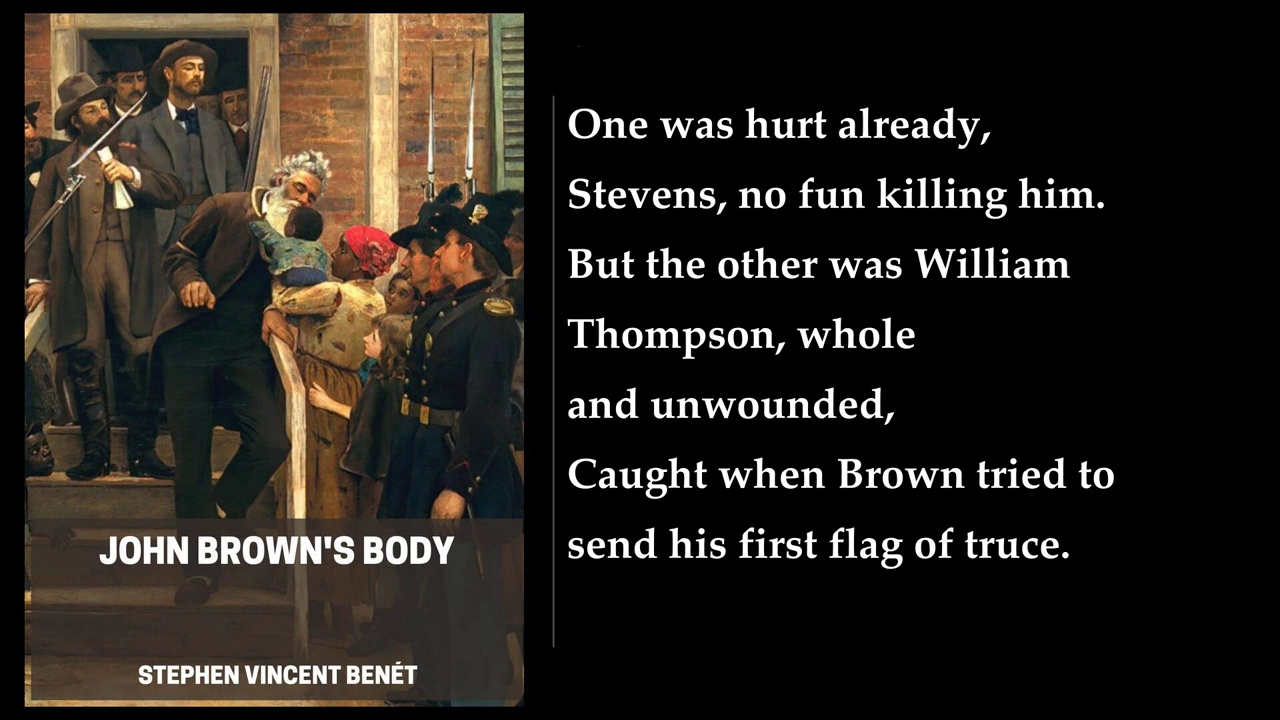 JOHN BROWN'S BODY
STEPHEN VINCENT BENÉT
One was hurt already,
Stevens, no fun killing him.
But the other was William
Thompson, whole
and unwounded,
Caught when Brown tried to
send his first flag of truce.